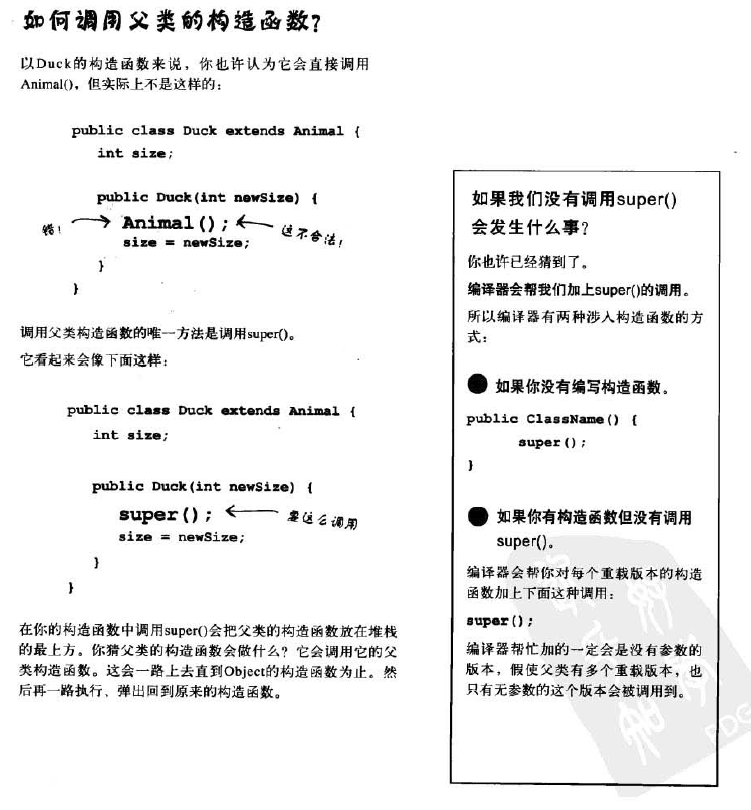 如何调用父类的构造函数?
以Duck的构造函数来说，你也许认为它会直接调用
Animal()，但实际上不是这样的：
public class Duck extends Animal {
int size;
public Duck(int newSize) {
错! Animal(); 这不合法!
size = newSize;
}
}
调用父类构造函数的唯一方法是调用super()。
它看起来会像下面这样：
public class Duck extends Animal {
int size;
public Duck(int newSize) {
super(); 要这么调用
size = newSize;
}
}
在你的构造函数中调用super()会把父类的构造函数放在堆栈
的最上方。你猜父类的构造函数会做什么？它会调用它的父
类构造函数。这会一路上去直到Object的构造函数为止。然
后再一路执行、弹出回到原来的构造函数。
如果我们没有调用super()
会发生什么事?
你也许已经猜到了。
编译器会帮我们加上super()的调用。
所以编译器有两种涉入构造函数的方
式：
● 如果你没有编写构造函数。
public ClassName() {
super();
}
● 如果你有构造函数但没有调用
super()。
编译器会帮你对每个重载版本的构造
函数加上下面这种调用：
super();
编译器帮忙加的一定会是没有参数的
版本，假使父类有多个重载版本，也
只有无参数的这个版本会被调用到。
PDG